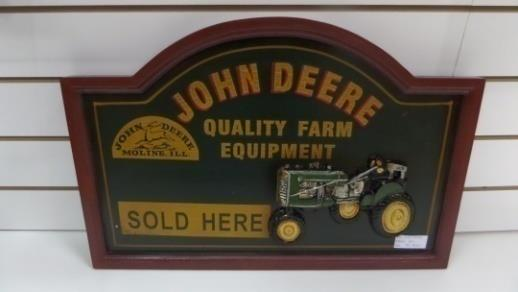 JOHN DEERE
QUALITY FARM
EQUIPMENT
JOHN DEERE
MOLINE, ILL.
SOLD HERE